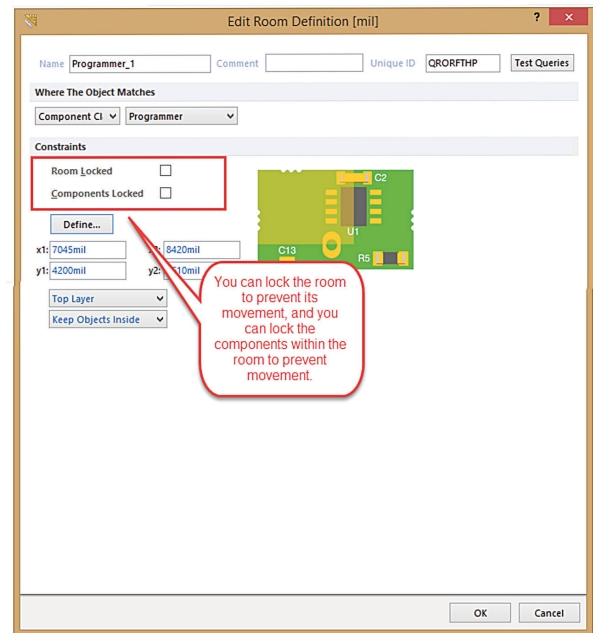 Edit Room Definition [mil]
? ×
Name Programmer_1 Comment Unique ID QRORFTHP Test Queries
Where The Object Matches
Component Cl Programmer
Constraints
Room Locked
Components Locked
Define...
x1: 7045mil 8420mil
y1: 4200mil y2: 510mil
Top Layer
Keep Objects Inside
C2
U1
C13
R5
You can lock the room
to prevent its
movement, and you
can lock the
components within the
room to prevent
movement.
OK Cancel